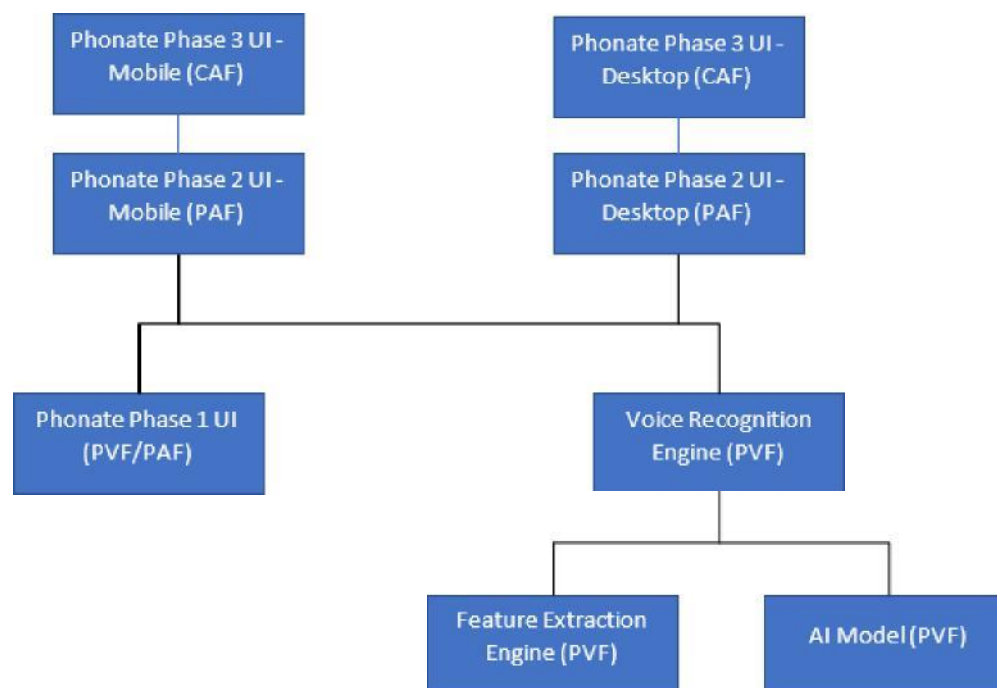 Phonate Phase 3 UI -
Mobile (CAF)
Phonate Phase 3 UI -
Desktop (CAF)
Phonate Phase 2 UI -
Mobile (PAF)
Phonate Phase 2 UI -
Desktop (PAF)
Phonate Phase 1 UI
(PVF/PAF)
Voice Recognition
Engine (PVF)
Feature Extraction
Engine (PVF)
AI Model (PVF)